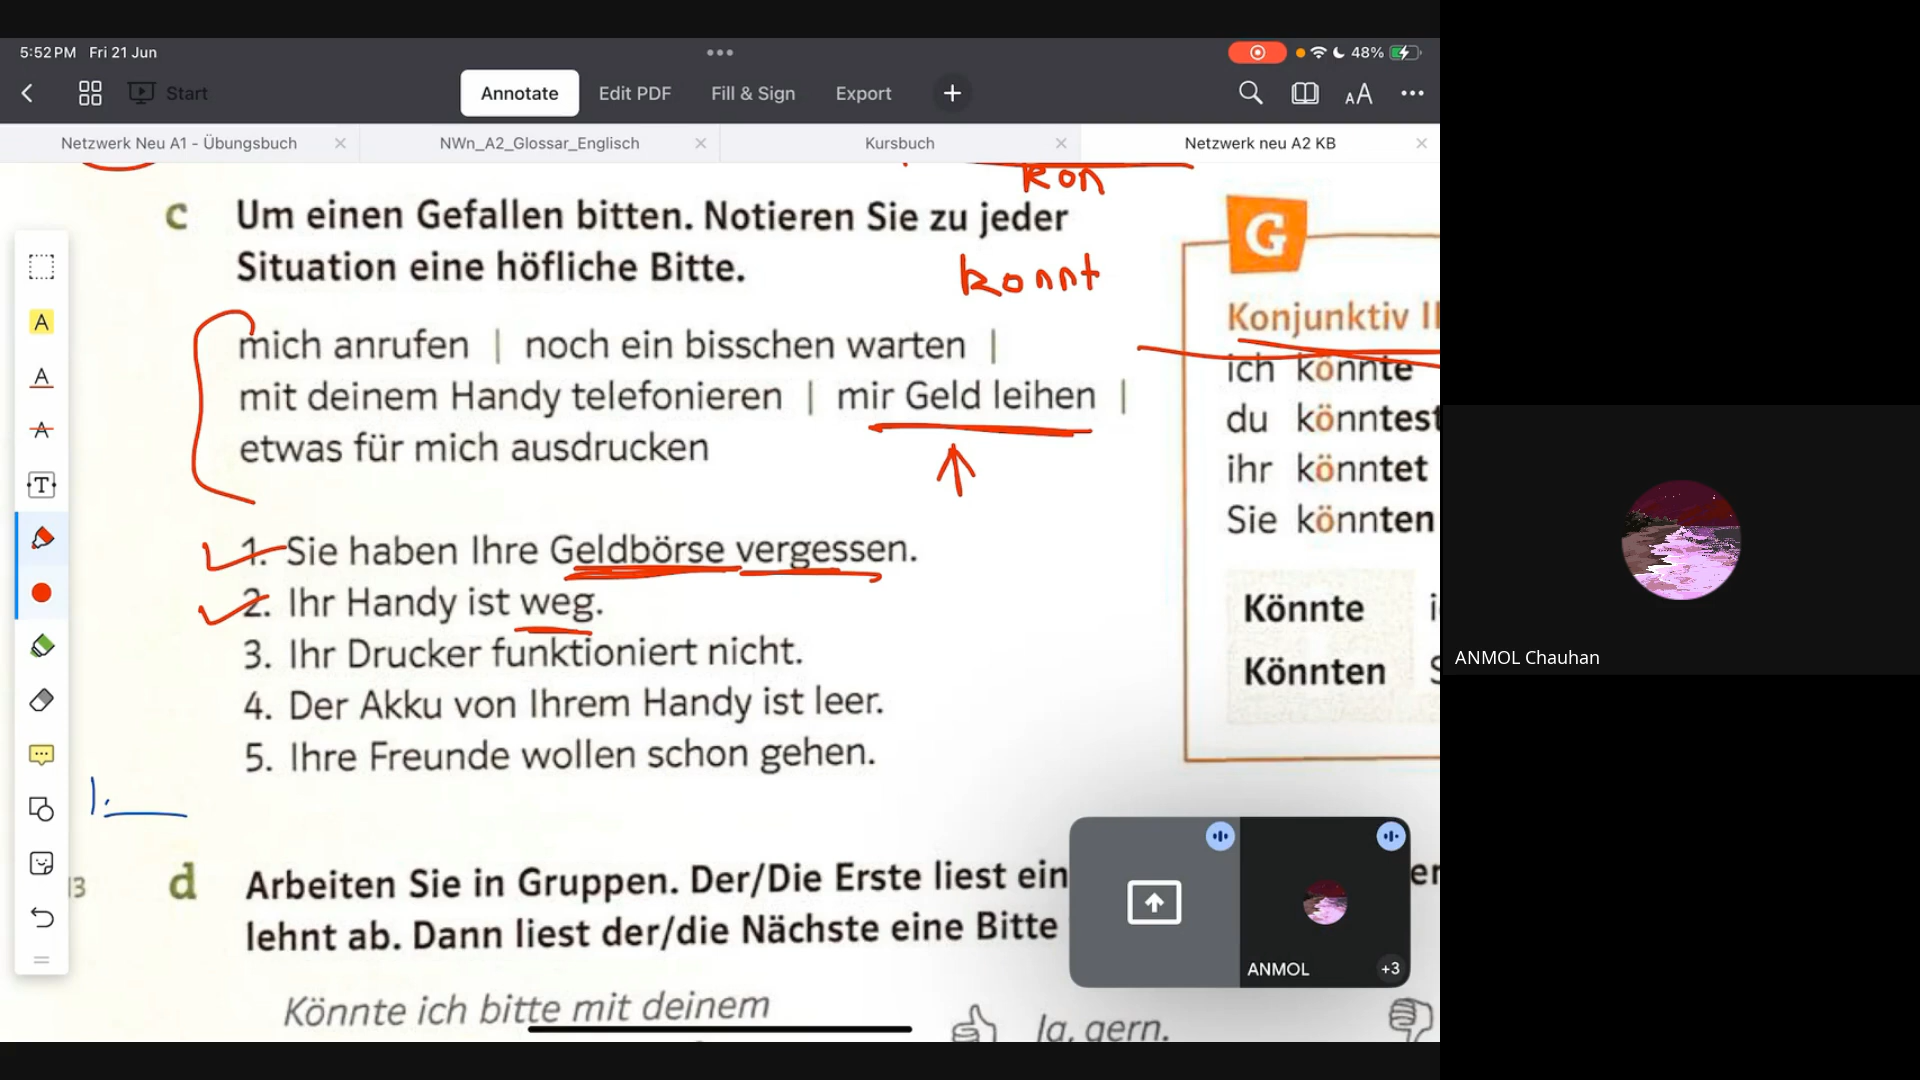 5:52 PM Fri 21 Jun
48%
Start
Annotate
Edit PDF
Fill & Sign
Export
Netzwerk Neu A1 - Übungsbuch
NWn_A2_Glossar_Englisch
Kursbuch
Netzwerk neu A2 KB
kon
c Um einen Gefallen bitten. Notieren Sie zu jeder
Situation eine höfliche Bitte.
konnt
mich anrufen | noch ein bisschen warten |
mit deinem Handy telefonieren | mir Geld leihen |
etwas für mich ausdrucken
1. Sie haben Ihre Geldbörse vergessen.
2. Ihr Handy ist weg.
3. Ihr Drucker funktioniert nicht.
4. Der Akku von Ihrem Handy ist leer.
5. Ihre Freunde wollen schon gehen.
1.
G
Konjunktiv II
ich könnte
du könntest
ihr könntet
Sie könnten
Könnte i
Könnten S
13
d Arbeiten Sie in Gruppen. Der/Die Erste liest ein
lehnt ab. Dann liest der/die Nächste eine Bitte
er
Könnte ich bitte mit deinem
Ja, gern.
ANMOL
+3
ANMOL Chauhan